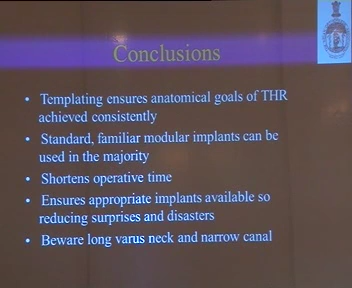 Conclusions
• Templating ensures anatomical goals of THR
achieved consistently
• Standard, familiar modular implants can be
used in the majority
• Shortens operative time
• Ensures appropriate implants available so
reducing surprises and disasters
• Beware long varus neck and narrow canal